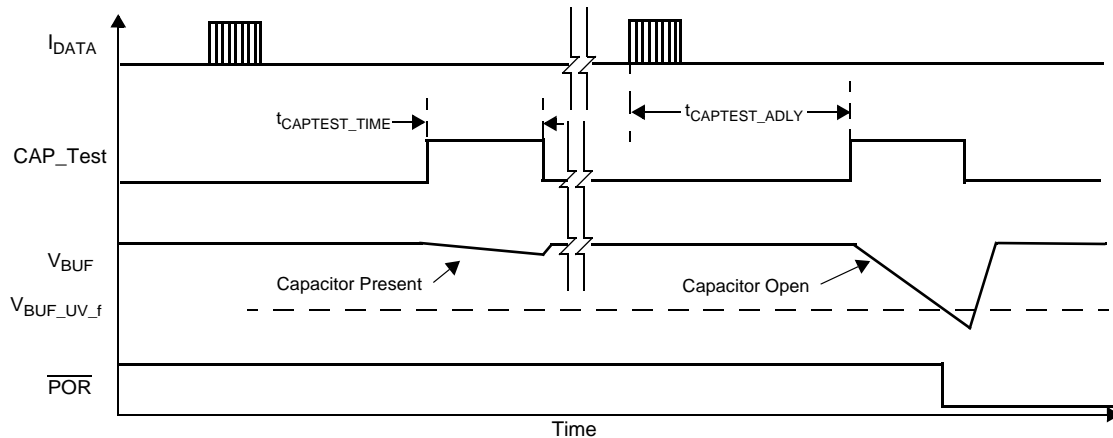 I_DATA
t_CAPTEST_TIME
t_CAPTEST_ADLY
CAP_Test
V_BUF
Capacitor Present
Capacitor Open
V_BUF_UV_f
POR
Time